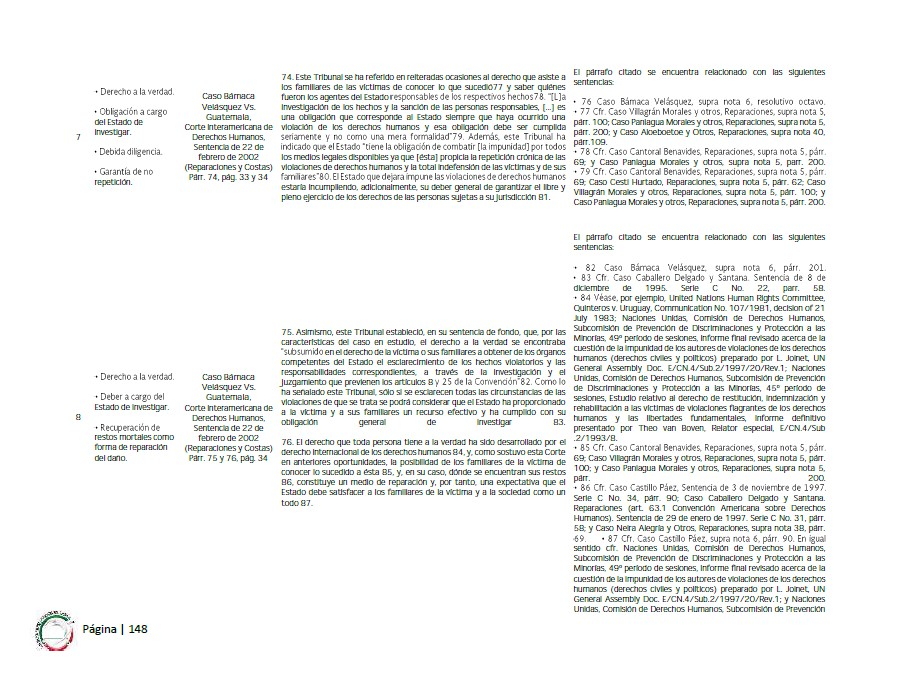 7
• Derecho a la verdad.
• Obligación a cargo
del Estado de
investigar.
• Debida diligencia.
• Garantía de no
repetición.
Caso Bámaca
Velásquez Vs.
Guatemala,
Corte Interamericana de
Derechos Humanos,
Sentencia de 22 de
febrero de 2002
(Reparaciones y Costas)
Párr. 74, pág. 33 y 34
74. Este Tribunal se ha referido en reiteradas ocasiones al derecho que asiste a
los familiares de las víctimas de conocer lo que sucedió77 y saber quiénes
fueron los agentes del Estado responsables de los respectivos hechos78. "[L]a
investigación de los hechos y la sanción de las personas responsables, [...] es
una obligación que corresponde al Estado siempre que haya ocurrido una
violación de los derechos humanos y esa obligación debe ser cumplida
seriamente y no como una mera formalidad"79. Además, este Tribunal ha
indicado que el Estado "tiene la obligación de combatir [la impunidad] por todos
los medios legales disponibles ya que [ésta] propicia la repetición crónica de las
violaciones de derechos humanos y la total indefensión de las víctimas y de sus
familiares"80. El Estado que dejara impune las violaciones de derechos humanos
estaría incumpliendo, adicionalmente, su deber general de garantizar el libre y
pleno ejercicio de los derechos de las personas sujetas a su jurisdicción 81.
El párrafo citado se encuentra relacionado con las siguientes
sentencias:
• 76 Caso Bámaca Velásquez, supra nota 6, resolutivo octavo.
• 77 Cfr. Caso Villagrán Morales y otros, Reparaciones, supra nota 5,
párr. 100; Caso Paniagua Morales y otros, Reparaciones, supra nota 5,
párr. 200; y Caso Aloeboetoe y Otros, Reparaciones, supra nota 40,
párr.109.
• 78 Cfr. Caso Cantoral Benavides, Reparaciones, supra nota 5, párr.
69; y Caso Paniagua Morales y otros, supra nota 5, parr. 200.
• 79 Cfr. Caso Cantoral Benavides, Reparaciones, supra nota 5, párr.
69; Caso Cesti Hurtado, Reparaciones, supra nota 5, párr. 62; Caso
Villagrán Morales y otros, Reparaciones, supra nota 5, párr. 100; y
Caso Paniagua Morales y otros, Reparaciones, supra nota 5, párr. 200.
8
• Derecho a la verdad.
• Deber a cargo del
Estado de investigar.
• Recuperación de
restos mortales como
forma de reparación
del daño.
Caso Bámaca
Velásquez Vs.
Guatemala,
Corte Interamericana de
Derechos Humanos,
Sentencia de 22 de
febrero de 2002
(Reparaciones y Costas)
Párr. 75 y 76, pág. 34
75. Asimismo, este Tribunal estableció, en su sentencia de fondo, que, por las
características del caso en estudio, el derecho a la verdad se encontraba
"subsumido en el derecho de la víctima o sus familiares a obtener de los órganos
competentes del Estado el esclarecimiento de los hechos violatorios y las
responsabilidades correspondientes, a través de la investigación y el
juzgamiento que previenen los artículos 8 y 25 de la Convención"82. Como lo
ha señalado este Tribunal, sólo si se esclarecen todas las circunstancias de las
violaciones de que se trata se podrá considerar que el Estado ha proporcionado
a la víctima y a sus familiares un recurso efectivo y ha cumplido con su
obligación general de investigar 83.
76. El derecho que toda persona tiene a la verdad ha sido desarrollado por el
derecho internacional de los derechos humanos 84, y, como sostuvo esta Corte
en anteriores oportunidades, la posibilidad de los familiares de la víctima de
conocer lo sucedido a ésta 85, y, en su caso, dónde se encuentran sus restos
86, constituye un medio de reparación y, por tanto, una expectativa que el
Estado debe satisfacer a los familiares de la víctima y a la sociedad como un
todo 87.
El párrafo citado se encuentra relacionado con las siguientes
sentencias:
• 82 Caso Bámaca Velásquez, supra nota 6, párr. 201.
• 83 Cfr. Caso Caballero Delgado y Santana. Sentencia de 8 de
diciembre de 1995. Serie C No. 22, parr. 58.
• 84 Véase, por ejemplo, United Nations Human Rights Committee,
Quinteros v. Uruguay, Communication No. 107/1981, decision of 21
July 1983; Naciones Unidas, Comisión de Derechos Humanos,
Subcomisión de Prevención de Discriminaciones y Protección a las
Minorías, 49º período de sesiones, Informe final revisado acerca de la
cuestión de la impunidad de los autores de violaciones de los derechos
humanos (derechos civiles y políticos) preparado por L. Joinet, UN
General Assembly Doc. E/CN.4/Sub.2/1997/20/Rev.1; Naciones
Unidas, Comisión de Derechos Humanos, Subcomisión de Prevención
de Discriminaciones y Protección a las Minorías, 45º período de
sesiones, Estudio relativo al derecho de restitución, indemnización y
rehabilitación a las víctimas de violaciones flagrantes de los derechos
humanos y las libertades fundamentales, informe definitivo
presentado por Theo van Boven, Relator especial, E/CN.4/Sub
.2/1993/8.
• 85 Cfr. Caso Cantoral Benavides, Reparaciones, supra nota 5, párr.
69; Caso Villagrán Morales y otros, Reparaciones, supra nota 5, párr.
100; y Caso Paniagua Morales y otros, Reparaciones, supra nota 5,
párr. 200.
• 86 Cfr. Caso Castillo Páez, Sentencia de 3 de noviembre de 1997.
Serie C No. 34, párr. 90; Caso Caballero Delgado y Santana.
Reparaciones (art. 63.1 Convención Americana sobre Derechos
Humanos). Sentencia de 29 de enero de 1997. Serie C No. 31, párr.
58; y Caso Neira Alegría y Otros, Reparaciones, supra nota 38, párr.
69. • 87 Cfr. Caso Castillo Páez, supra nota 6, párr. 90. En igual
sentido cfr. Naciones Unidas, Comisión de Derechos Humanos,
Subcomisión de Prevención de Discriminaciones y Protección a las
Minorías, 49º período de sesiones, Informe final revisado acerca de la
cuestión de la impunidad de los autores de violaciones de los derechos
humanos (derechos civiles y políticos) preparado por L. Joinet, UN
General Assembly Doc. E/CN.4/Sub.2/1997/20/Rev.1; y Naciones
Unidas, Comisión de Derechos Humanos, Subcomisión de Prevención
Página | 148